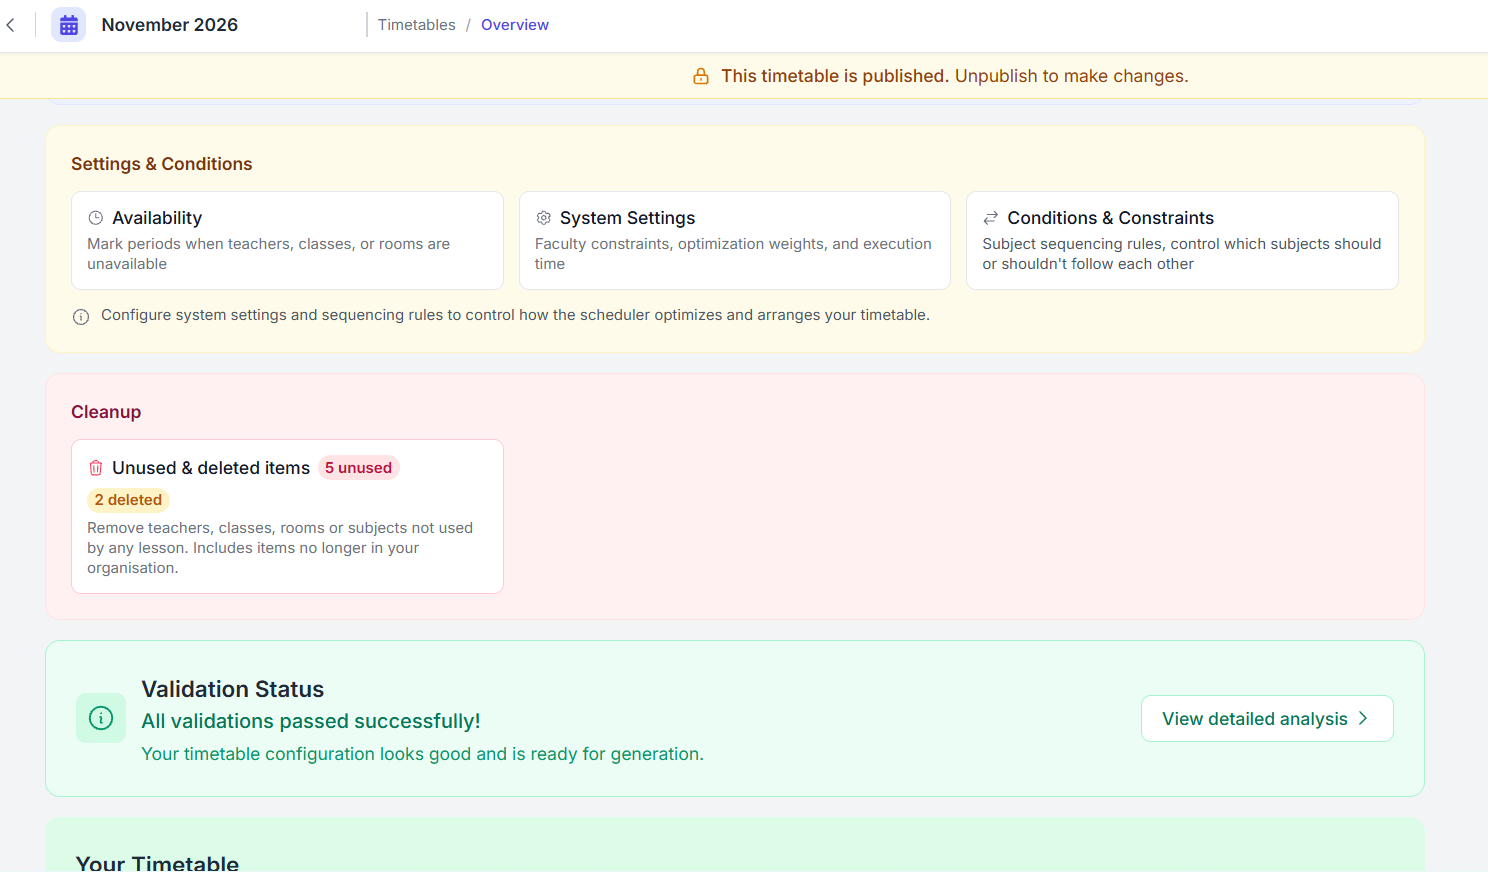 November 2026
Timetables / Overview
This timetable is published. Unpublish to make changes.
Settings & Conditions
Availability
Mark periods when teachers, classes, or rooms are
unavailable
System Settings
Faculty constraints, optimization weights, and execution
time
Conditions & Constraints
Subject sequencing rules, control which subjects should
or shouldn't follow each other
Configure system settings and sequencing rules to control how the scheduler optimizes and arranges your timetable.
Cleanup
Unused & deleted items 5 unused
2 deleted
Remove teachers, classes, rooms or subjects not used
by any lesson. Includes items no longer in your
organisation.
Validation Status
All validations passed successfully!
Your timetable configuration looks good and is ready for generation.
View detailed analysis
Your Timetable